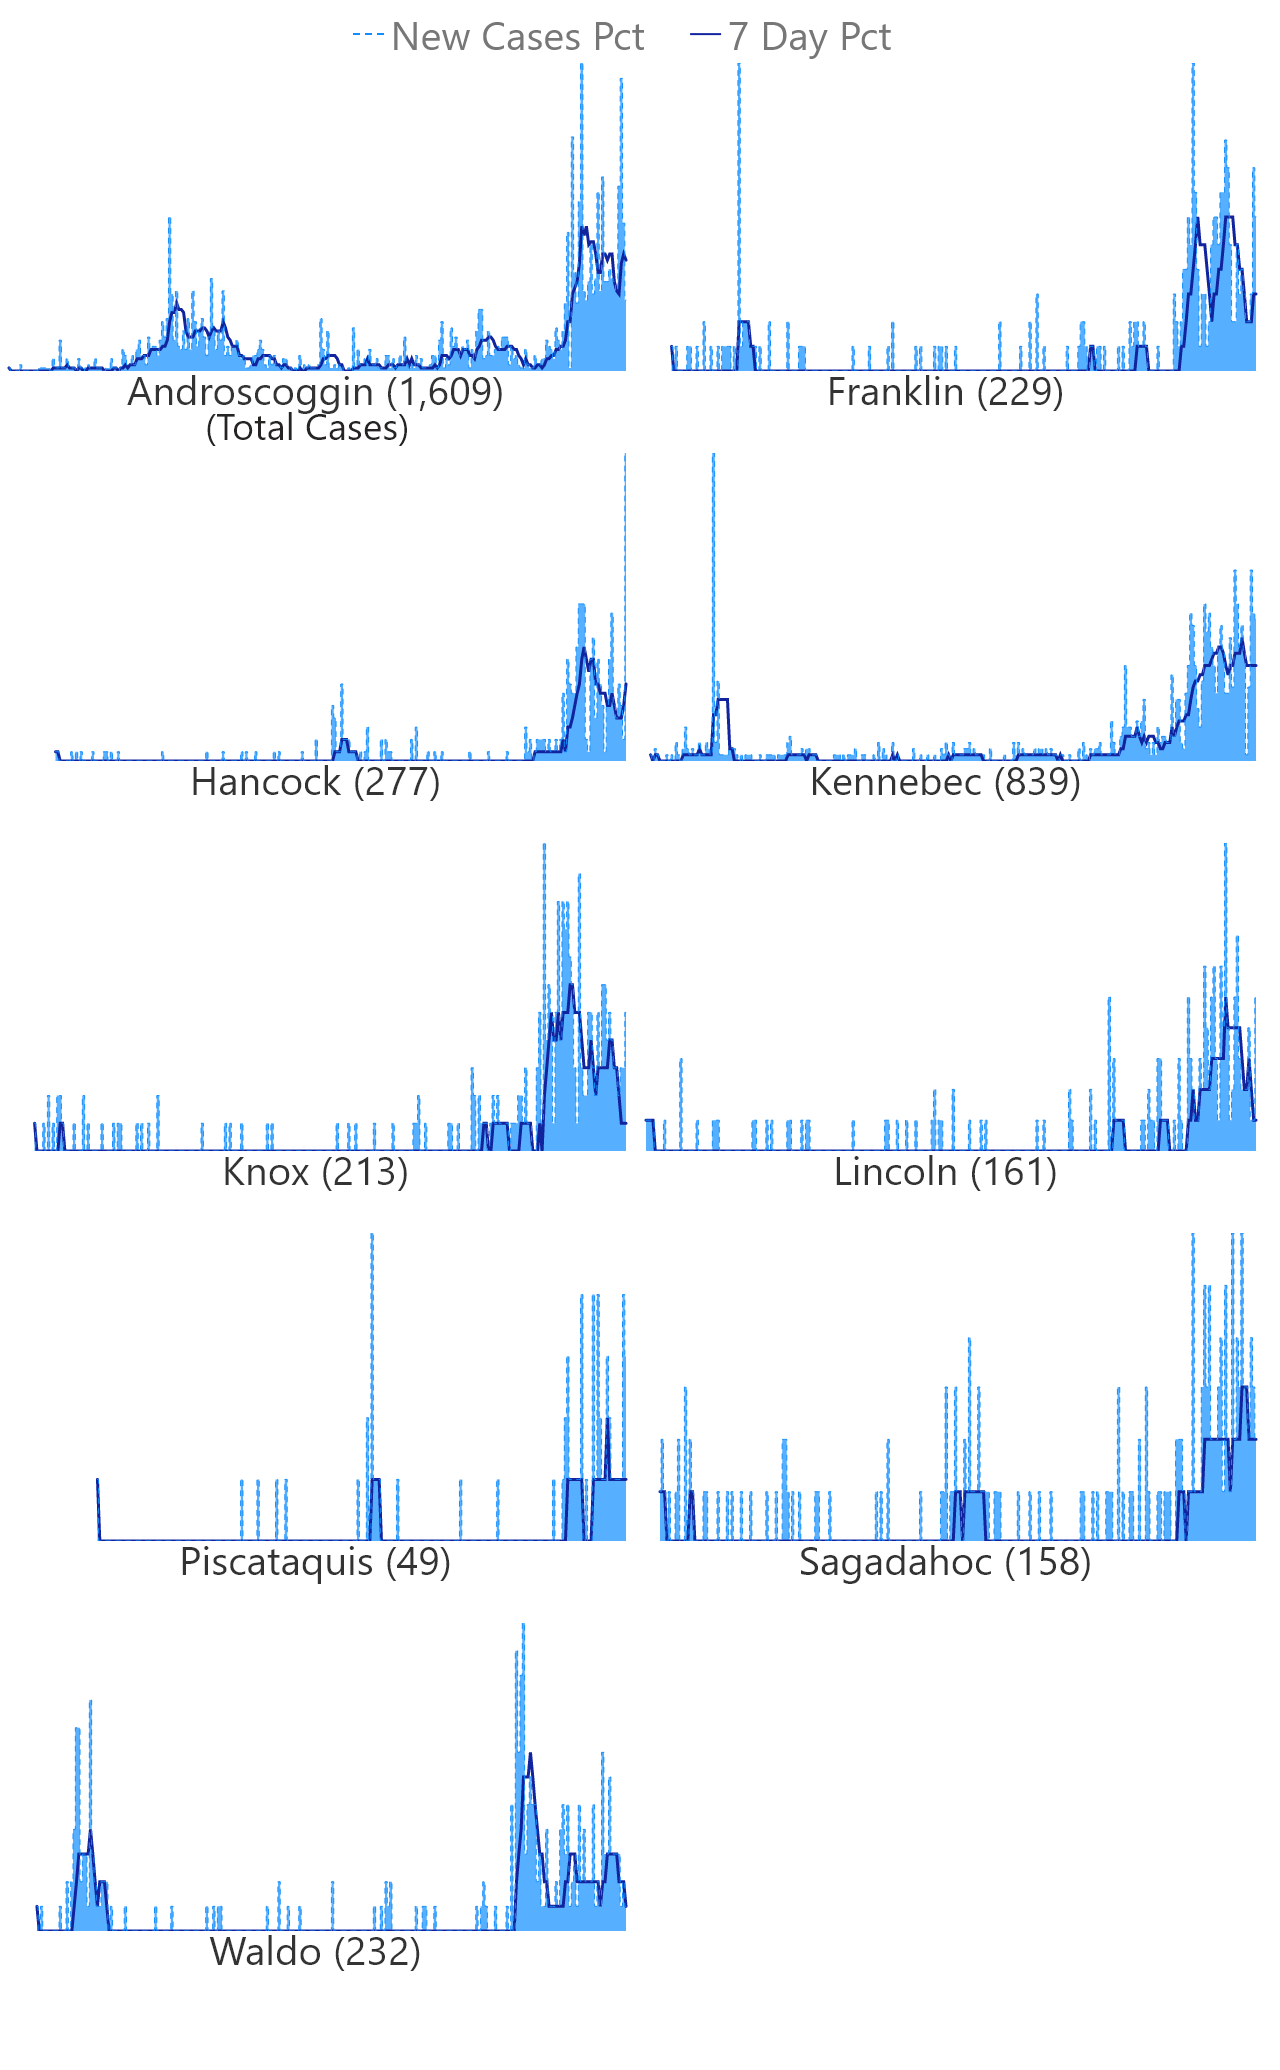 New Cases Pct 7 Day Pct
Androscoggin (1,609)
(Total Cases)
Franklin (229)
Hancock (277)
Kennebec (839)
Knox (213)
Lincoln (161)
Piscataquis (49)
Sagadahoc (158)
Waldo (232)